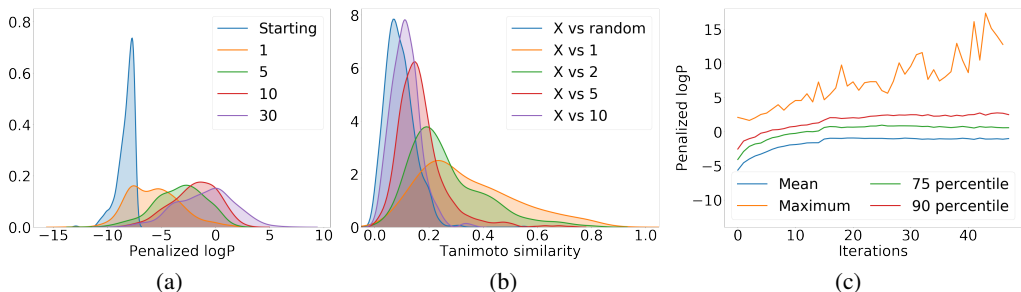 0.8
0.6
0.4
0.2
0.0
Starting
1
5
10
30
−15 −10 −5 0 5 10
Penalized logP
(a)
8
6
4
2
0
X vs random
X vs 1
X vs 2
X vs 5
X vs 10
0.0 0.2 0.4 0.6 0.8 1.0
Tanimoto similarity
(b)
Penalized logP
15
10
5
0
−5
−10
Mean
Maximum
75 percentile
90 percentile
0 10 20 30 40
Iterations
(c)